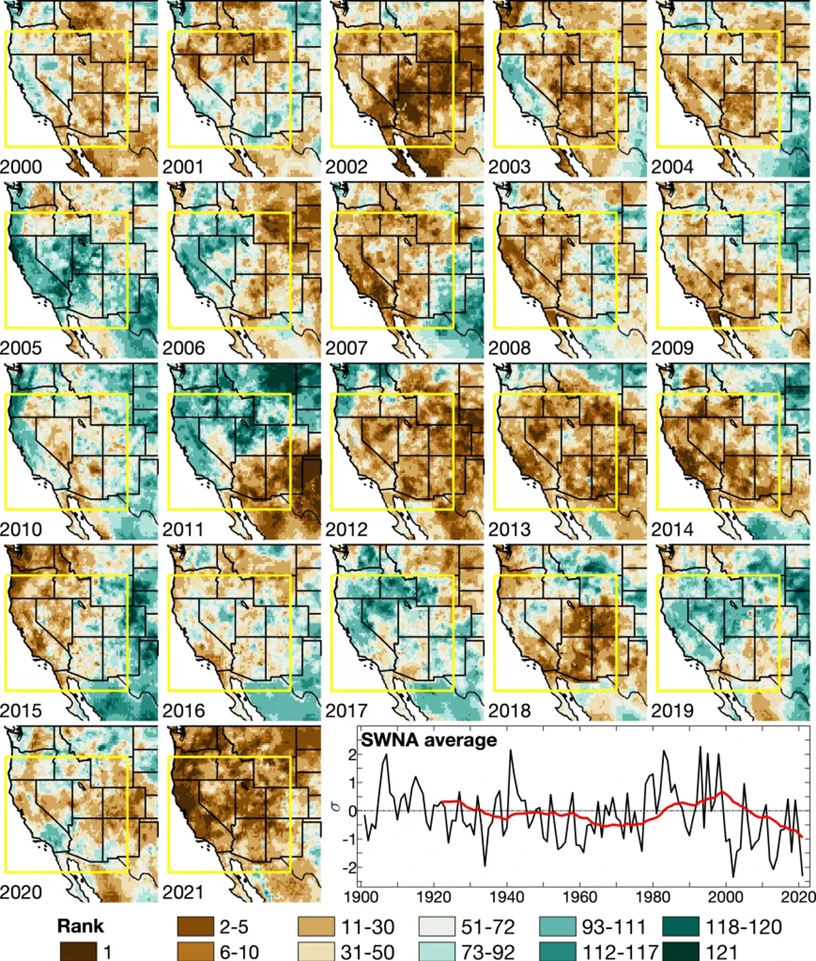 2000 2001 2002 2003 2004
2005 2006 2007 2008 2009
2010 2011 2012 2013 2014
2015 2016 2017 2018 2019
2020 2021
SWNA average
2
1
0
-1
-2
σ
1900 1920 1940 1960 1980 2000 2020
Rank 2-5 11-30 51-72 93-111 118-120
1 6-10 31-50 73-92 112-117 121